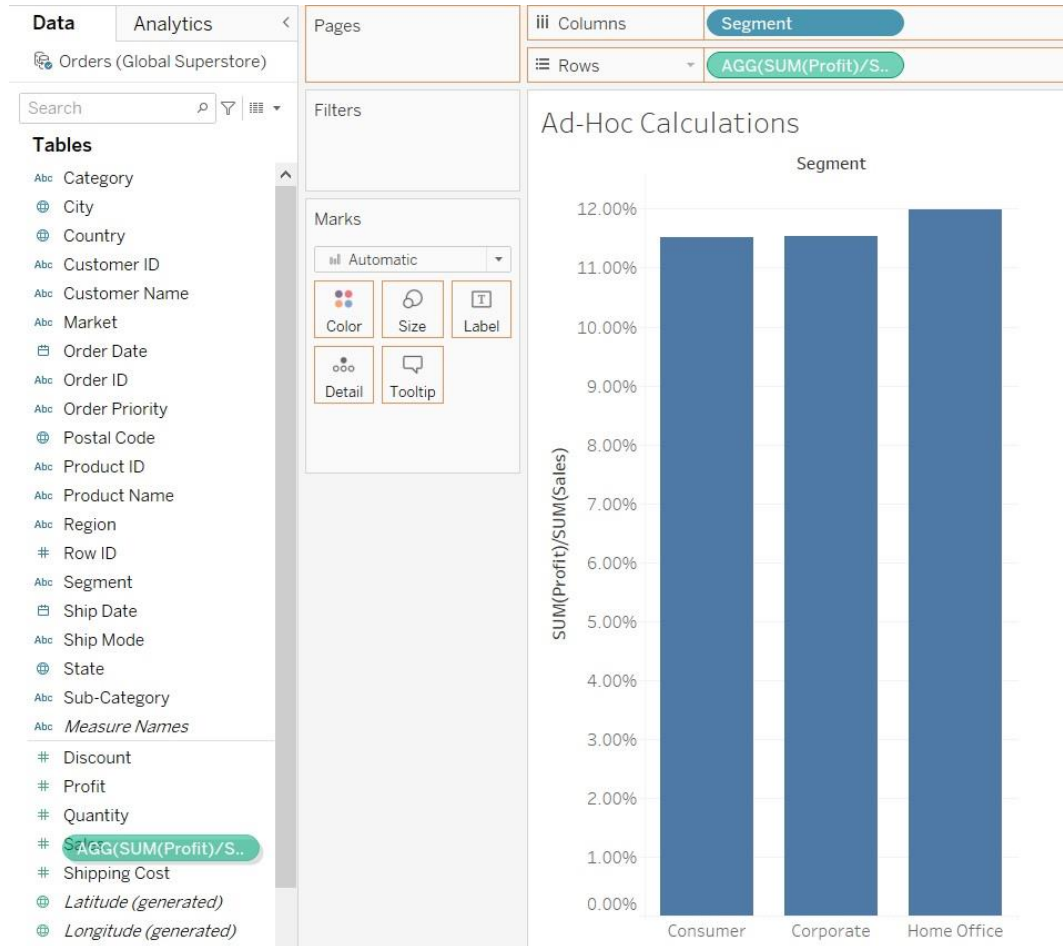 Data Analytics
Orders (Global Superstore)
Search
Tables
Abc Category
City
Country
Abc Customer ID
Abc Customer Name
Abc Market
Order Date
Abc Order ID
Abc Order Priority
Postal Code
Abc Product ID
Abc Product Name
Abc Region
# Row ID
Abc Segment
Ship Date
Abc Ship Mode
State
Abc Sub-Category
Abc Measure Names
# Discount
# Profit
# Quantity
# Sales
AGG(SUM(Profit)/S..
# Shipping Cost
Latitude (generated)
Longitude (generated)
Pages
Filters
Marks
Automatic
Color Size Label
T
Detail Tooltip
iii Columns Segment
Rows AGG(SUM(Profit)/S..
Ad-Hoc Calculations
Segment
SUM(Profit)/SUM(Sales)
12.00%
11.00%
10.00%
9.00%
8.00%
7.00%
6.00%
5.00%
4.00%
3.00%
2.00%
1.00%
0.00%
Consumer Corporate Home Office